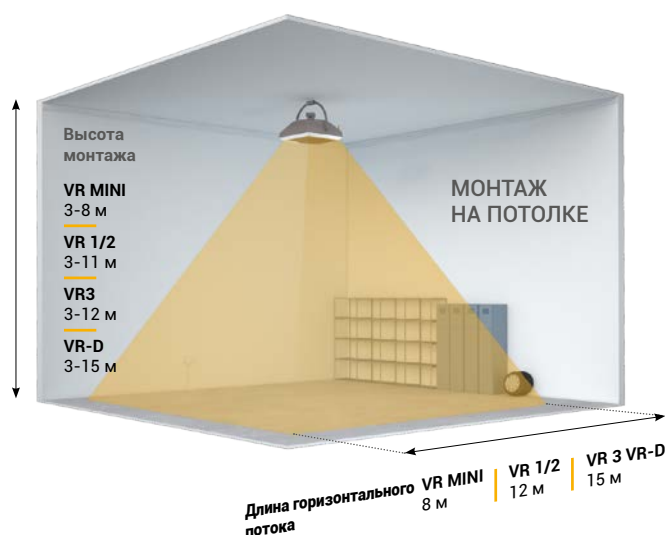 Высота
монтажа
VR MINI
3-8 м
VR 1/2
3-11 м
VR3
3-12 м
VR-D
3-15 м
МОНТАЖ
НА ПОТОЛКЕ
Длина горизонтального
потока
VR MINI
8 м
VR 1/2
12 м
VR 3 VR-D
15 м